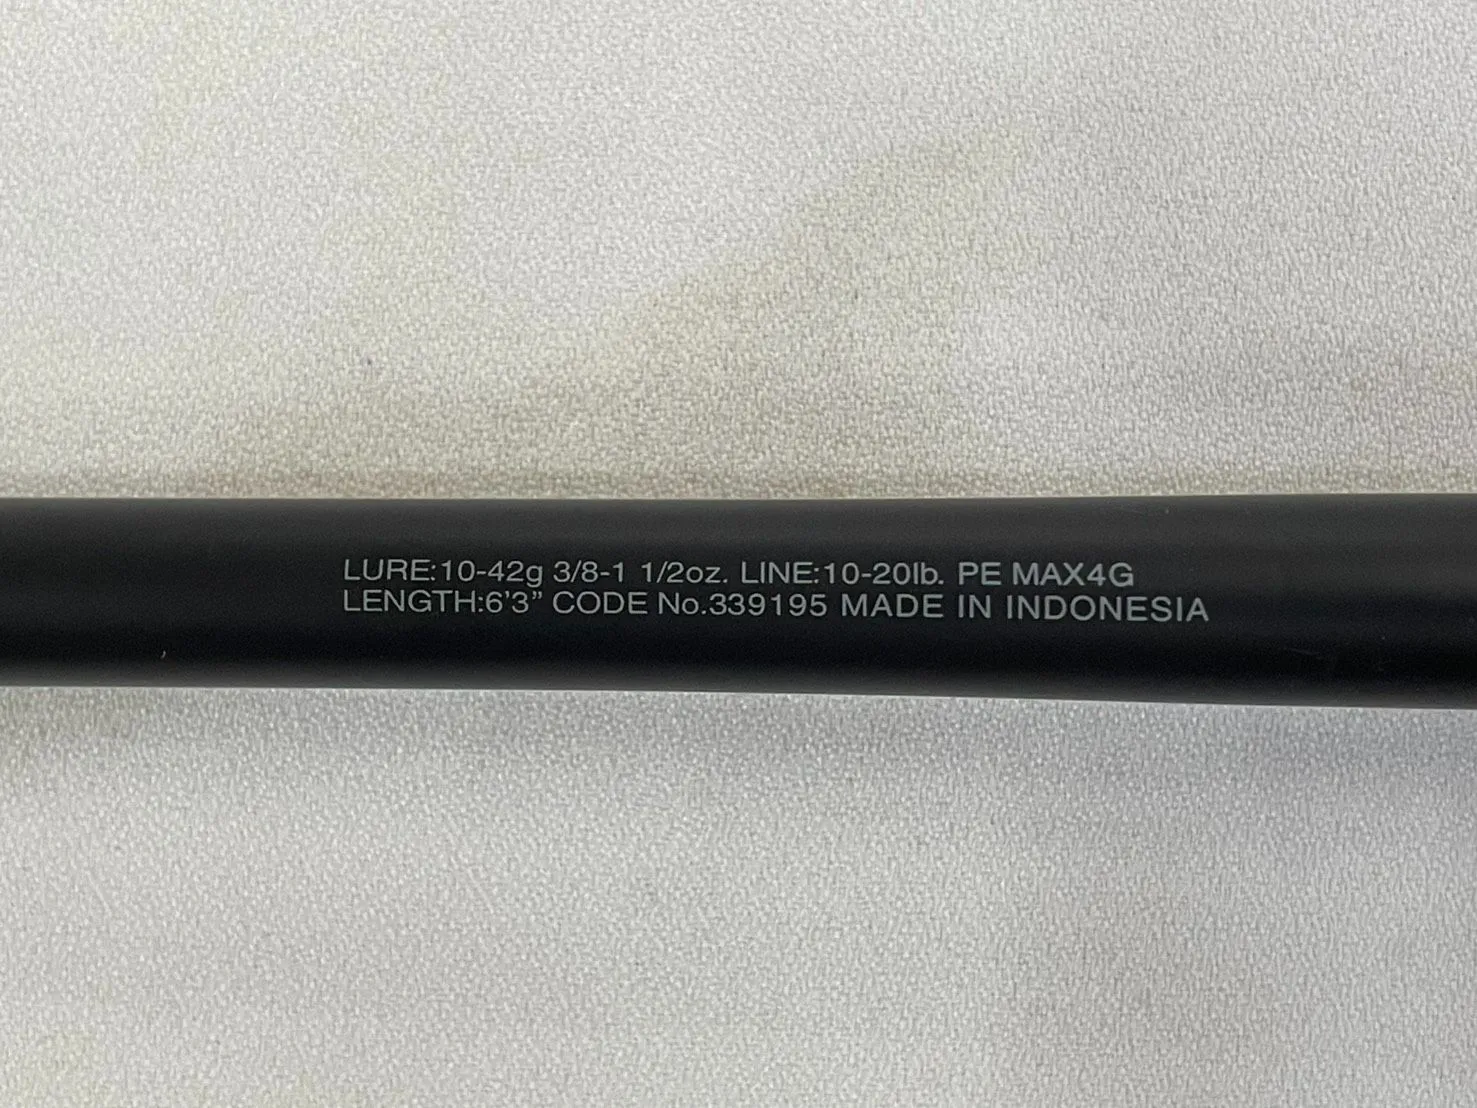 LURE:10-42g 3/8-1 1/2oz. LINE:10-20lb. PE MAX4G
LENGTH:6'3” CODE No.339195 MADE IN INDONESIA